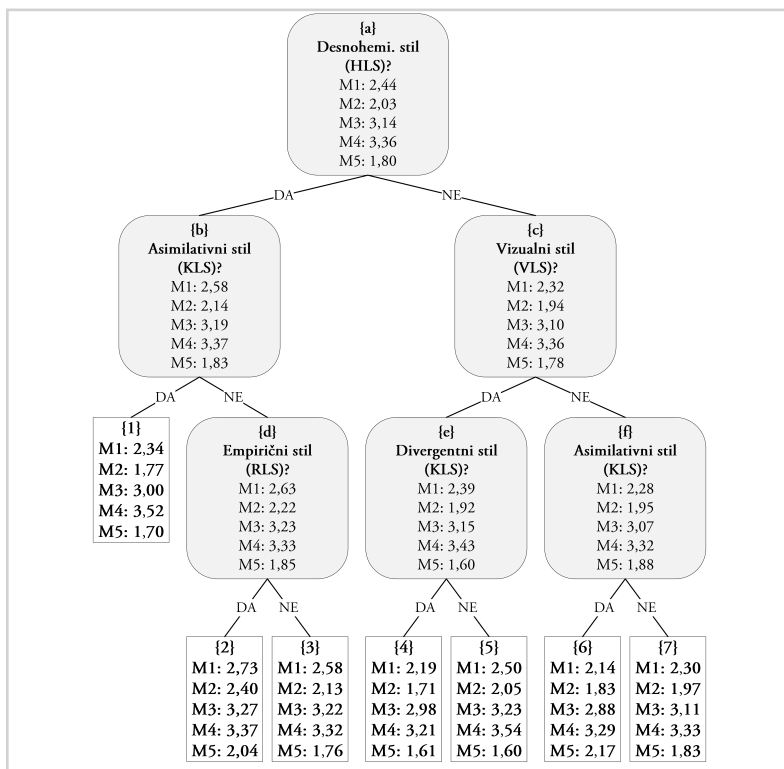 {a}
Desnohemi. stil
(HLS)?
M1: 2,44
M2: 2,03
M3: 3,14
M4: 3,36
M5: 1,80
DA
NE
{b}
Asimilativni stil
(KLS)?
M1: 2,58
M2: 2,14
M3: 3,19
M4: 3,37
M5: 1,83
{c}
Vizualni stil
(VLS)?
M1: 2,32
M2: 1,94
M3: 3,10
M4: 3,36
M5: 1,78
DA
NE
DA
NE
{1}
M1: 2,34
M2: 1,77
M3: 3,00
M4: 3,52
M5: 1,70
{d}
Empirični stil
(RLS)?
M1: 2,63
M2: 2,22
M3: 3,23
M4: 3,33
M5: 1,85
{e}
Divergentni stil
(KLS)?
M1: 2,39
M2: 1,92
M3: 3,15
M4: 3,43
M5: 1,60
{f}
Asimilativni stil
(KLS)?
M1: 2,28
M2: 1,95
M3: 3,07
M4: 3,32
M5: 1,88
DA
NE
DA
NE
DA
NE
{2}
M1: 2,73
M2: 2,40
M3: 3,27
M4: 3,37
M5: 2,04
{3}
M1: 2,58
M2: 2,13
M3: 3,22
M4: 3,32
M5: 1,76
{4}
M1: 2,19
M2: 1,71
M3: 2,98
M4: 3,21
M5: 1,61
{5}
M1: 2,50
M2: 2,05
M3: 3,23
M4: 3,54
M5: 1,60
{6}
M1: 2,14
M2: 1,83
M3: 2,88
M4: 3,29
M5: 2,17
{7}
M1: 2,30
M2: 1,97
M3: 3,11
M4: 3,33
M5: 1,83